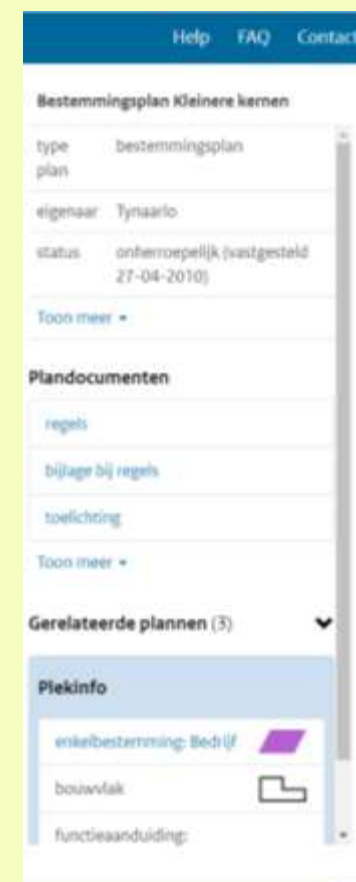 Help FAQ Contact
Bestemmingsplan Kleinere kernen
type plan bestemmingsplan
eigenaar Tynaarlo
status onherroepelijk (vastgesteld
27-04-2010)
Toon meer
Plandocumenten
regels
bijlage bij regels
toelichting
Toon meer
Gerelateerde plannen (3)
Plekinfo
enkelbestemming: Bedrijf
bouwvlak
functieaanduiding: